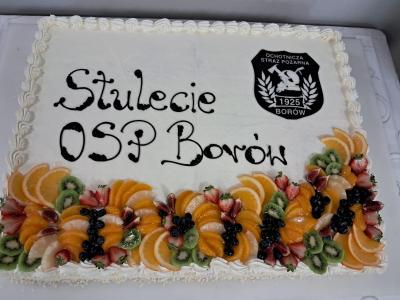 Stulecie
OSP Borów
OCHOTNICZA
STRAŻ POŻARNA
1925
BORÓW